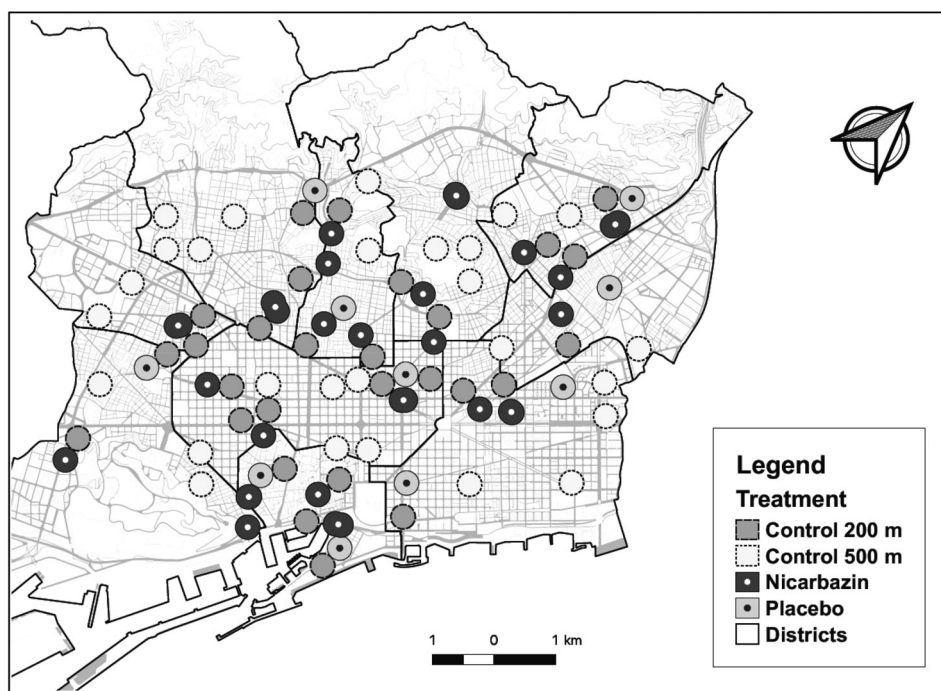 Legend
Treatment
Control 200 m
Control 500 m
Nicarbazin
Placebo
Districts
1 0 1 km